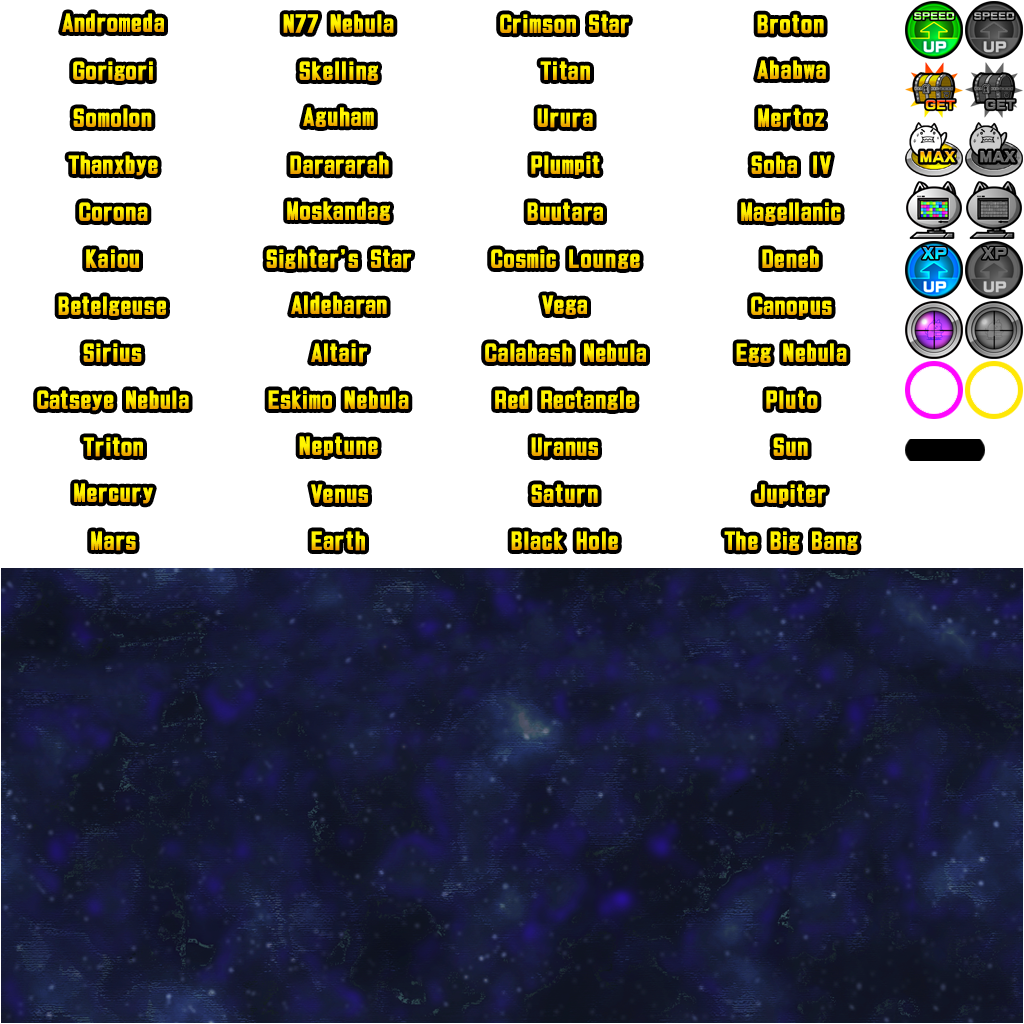 Andromeda N77 Nebula Crimson Star Broton SPEED UP SPEED UP
Gorigori Skelling Titan Ababwa GET GET
Somolon Aguham Urura Mertoz
Thanxbye Darararah Plumpit Soba IV MAX MAX
Corona Moskandag Buutara Magellanic
Kaiou Sighter's Star Cosmic Lounge Deneb XP UP XP UP
Betelgeuse Aldebaran Vega Canopus
Sirius Altair Calabash Nebula Egg Nebula
Catseye Nebula Eskimo Nebula Red Rectangle Pluto
Triton Neptune Uranus Sun
Mercury Venus Saturn Jupiter
Mars Earth Black Hole The Big Bang